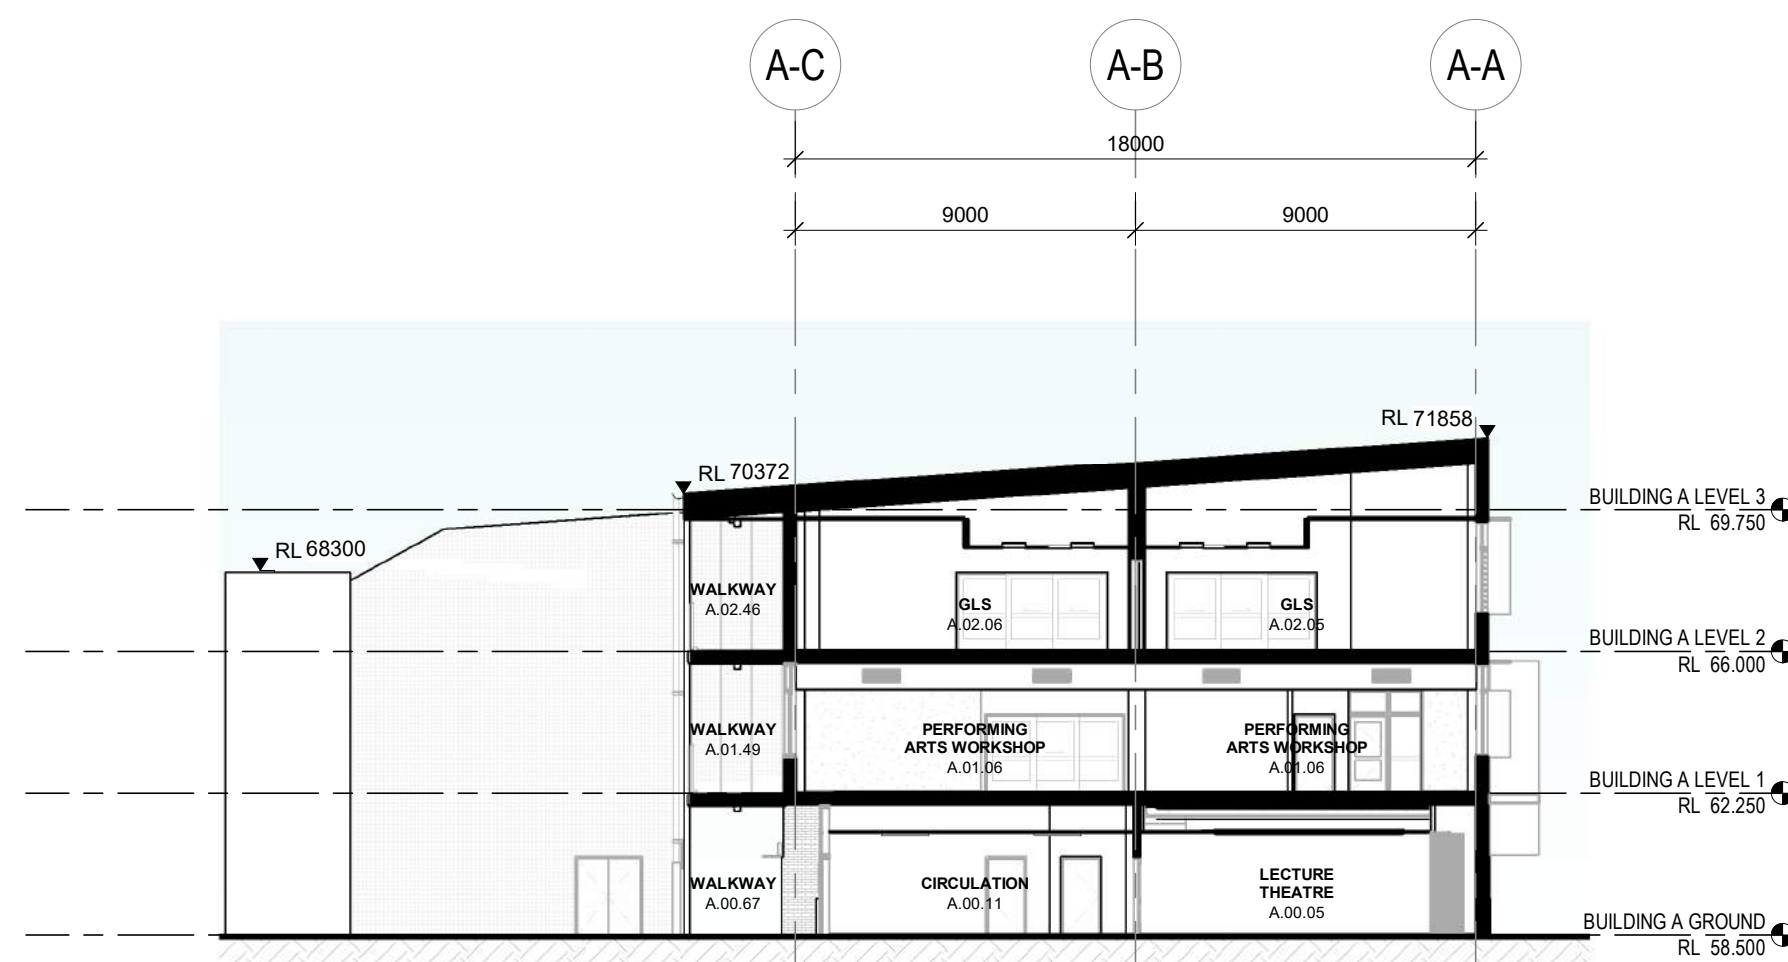 A-C
A-B
A-A
18000
9000
9000
RL 71858
RL 70372
BUILDING A LEVEL 3
RL 69.750
RL 68300
WALKWAY
A.02.46
GLS
A.02.06
GLS
A.02.05
BUILDING A LEVEL 2
RL 66.000
WALKWAY
A.01.49
PERFORMING
ARTS WORKSHOP
A.01.06
PERFORMING
ARTS WORKSHOP
A.01.06
BUILDING A LEVEL 1
RL 62.250
WALKWAY
A.00.67
CIRCULATION
A.00.11
LECTURE
THEATRE
A.00.05
BUILDING A GROUND
RL 58.500